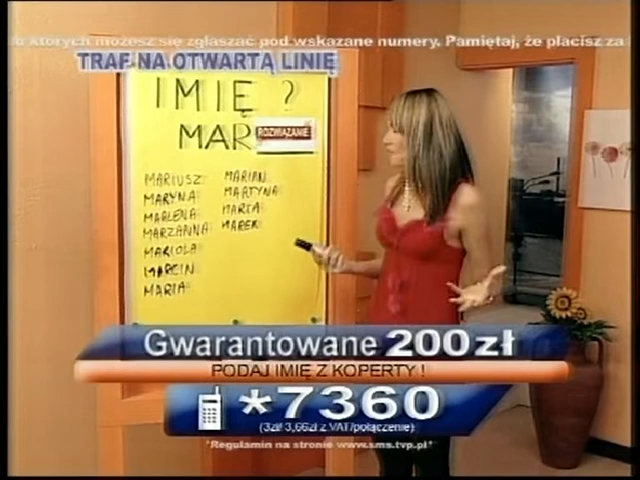 lu których możesz się zgłaszać pod wskazane numery. Pamiętaj, że płacisz za
TRAF NA OTWARTĄ LINIĘ
IMIĘ ?
MAR
ROZWIĄZANIE
MARIUSZ
MARYNA
MARLENA
MARZANNA
MARIOLA
MARCIN
MARIA
MARIAN
MARTYNA
MARTA
MAREK
Gwarantowane 200zł
PODAJ IMIĘ Z KOPERTY !
*7360
(3zł/ 3,66zł z VAT/połączenie)
*Regulamin na stronie www.sms.tvp.pl*